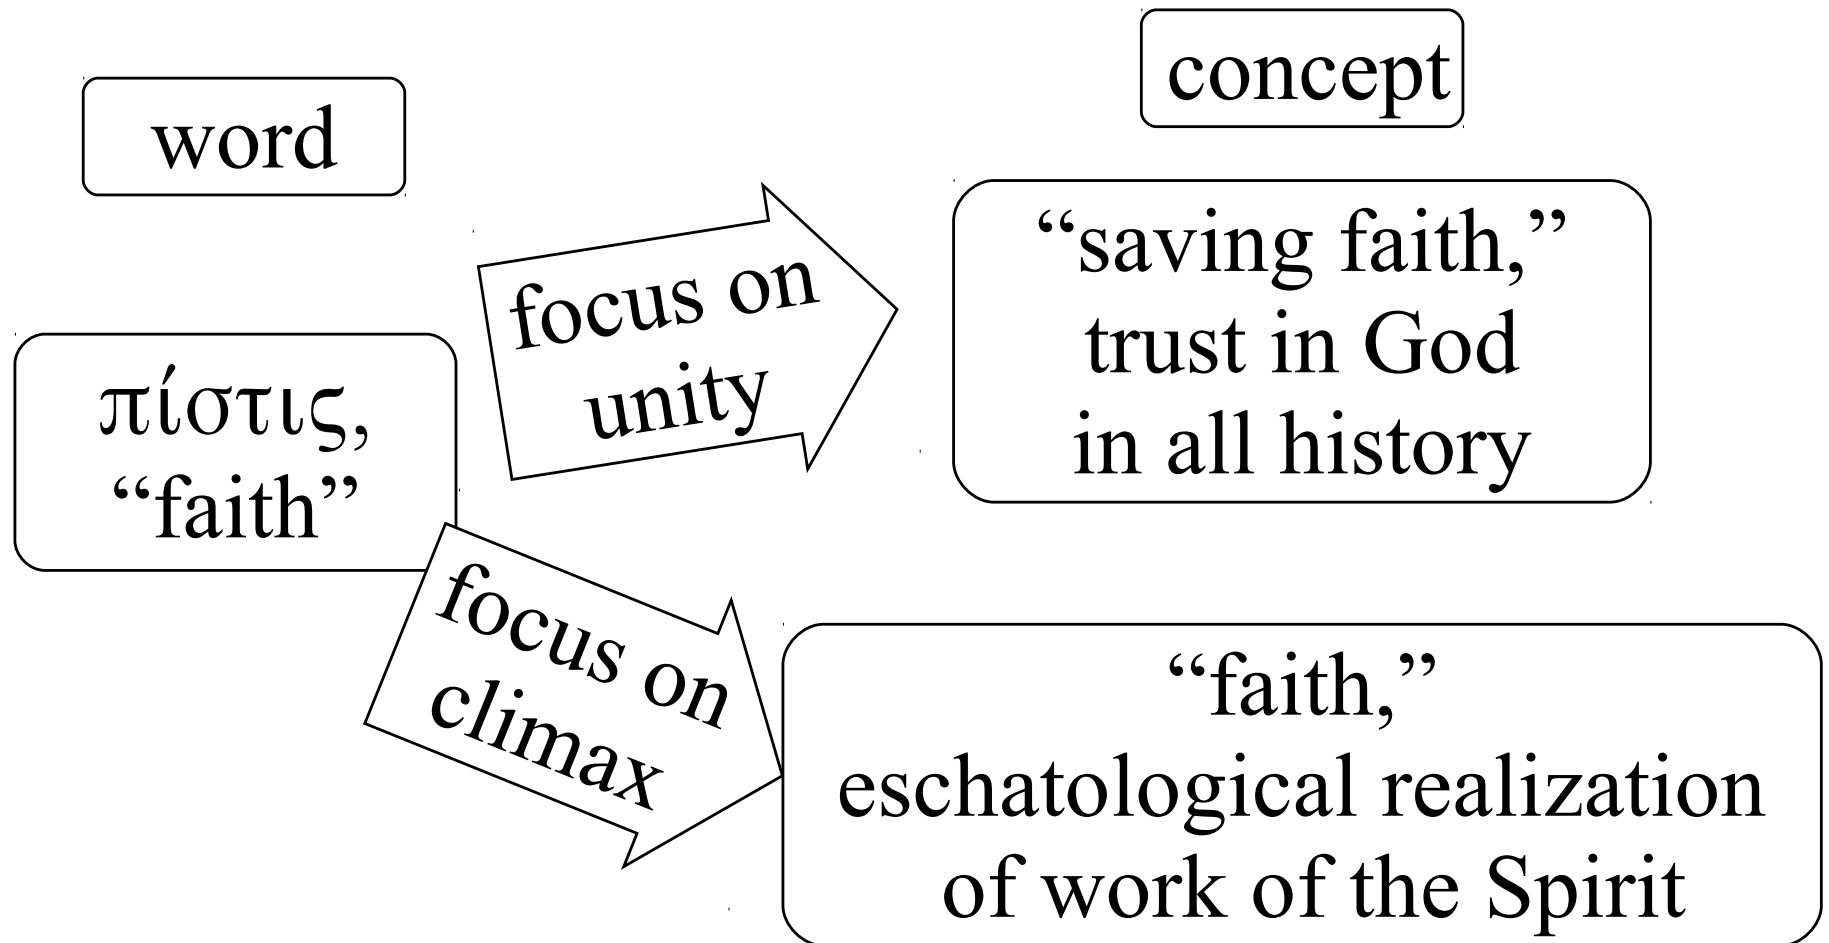 word
concept
πίστις,
“faith”
focus on
unity
“saving faith,”
trust in God
in all history
focus on
climax
“faith,”
eschatological realization
of work of the Spirit